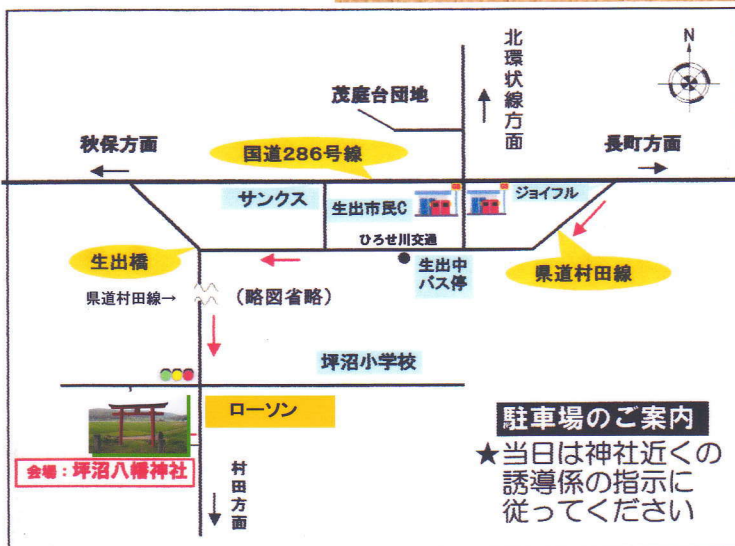 北環状線方面
N
茂庭台団地
秋保方面
国道286号線
長町方面
サンクス
生出市民C
ジョイフル
ひろせ川交通
生出橋
生出中
バス停
県道村田線
県道村田線→
(略図省略)
坪沼小学校
ローソン
会場:坪沼八幡神社
村田方面
駐車場のご案内
★当日は神社近くの
誘導係の指示に
従ってください